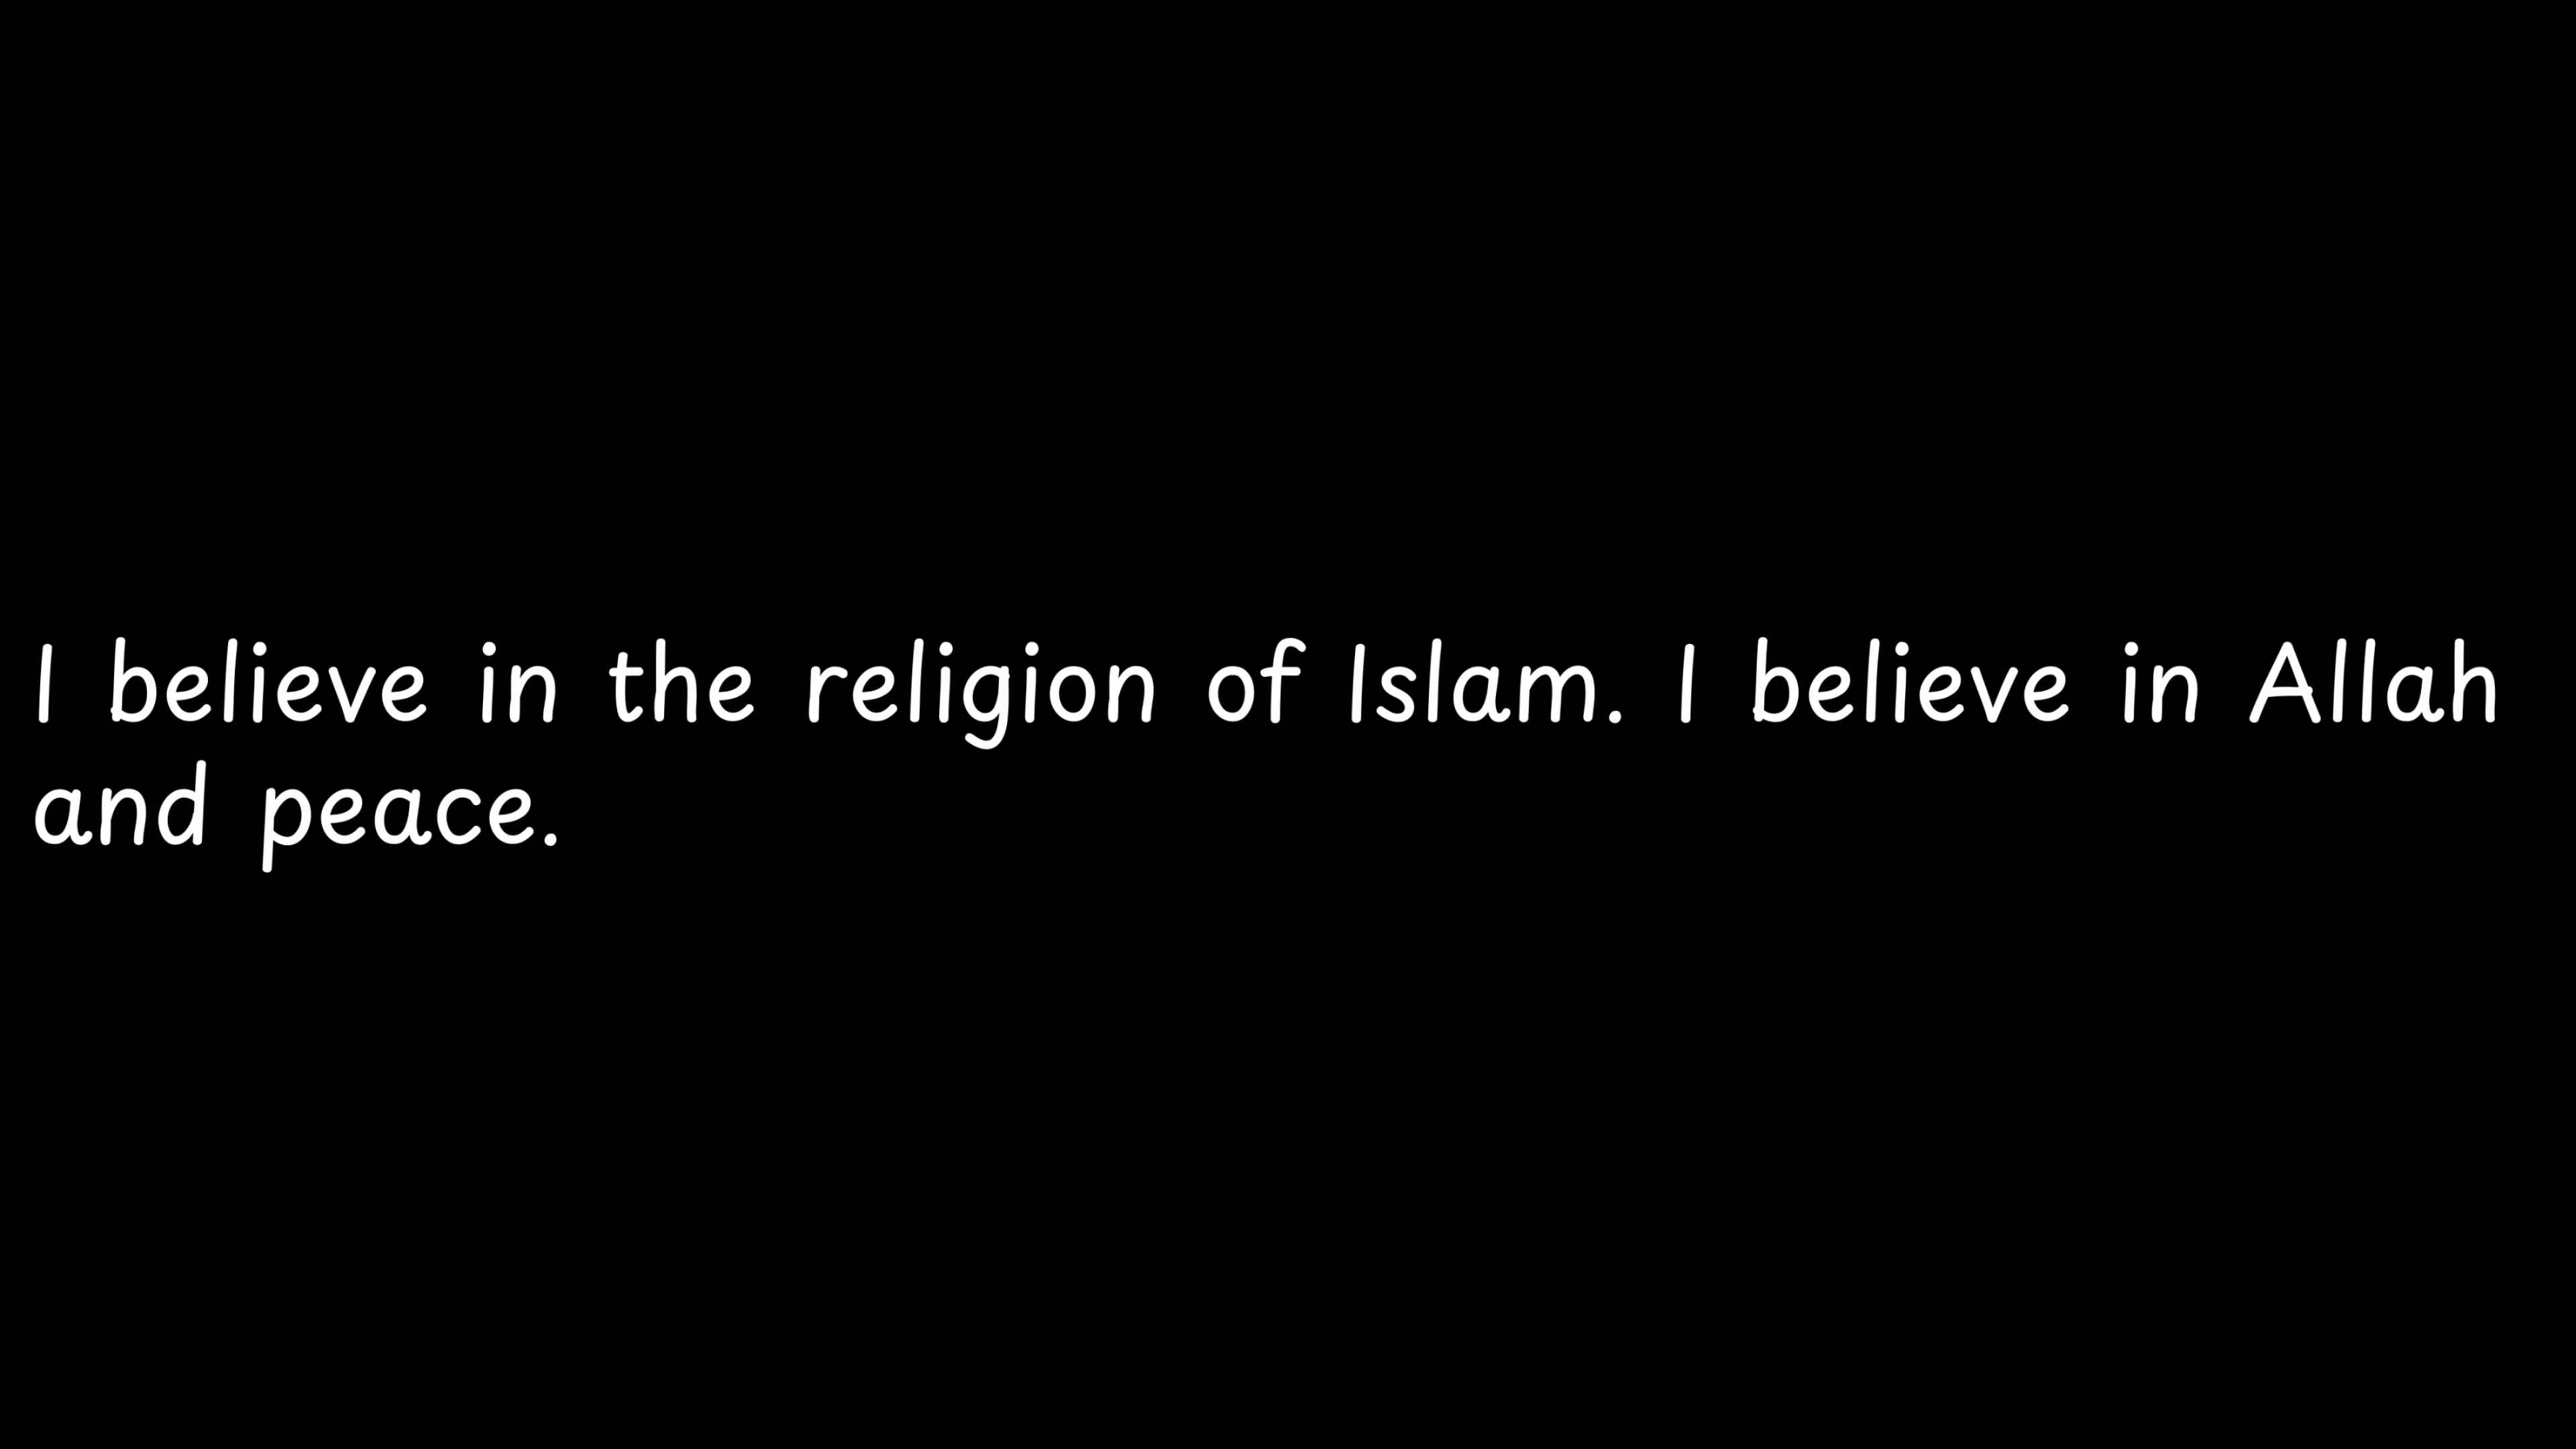 I believe in the religion of Islam. I believe in Allah
and peace.